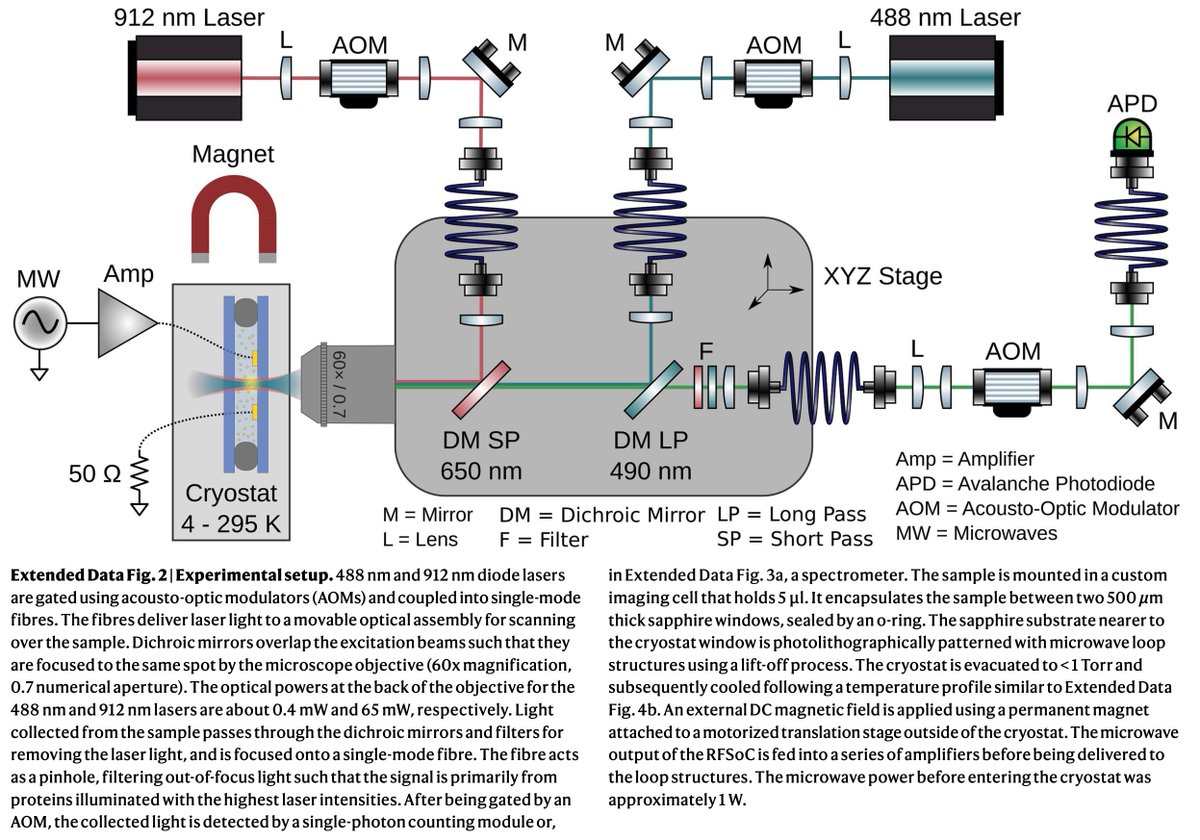 912 nm Laser
L
AOM
M
M
AOM
L
488 nm Laser
APD
Magnet
MW
Amp
XYZ Stage
60x / 0.7
F
L
AOM
M
DM SP
650 nm
DM LP
490 nm
50 Ω
Cryostat
4 - 295 K
M = Mirror
L = Lens
DM = Dichroic Mirror
F = Filter
LP = Long Pass
SP = Short Pass
Amp = Amplifier
APD = Avalanche Photodiode
AOM = Acousto-Optic Modulator
MW = Microwaves
Extended Data Fig. 2 | Experimental setup. 488 nm and 912 nm diode lasers
are gated using acousto-optic modulators (AOMs) and coupled into single-mode
fibres. The fibres deliver laser light to a movable optical assembly for scanning
over the sample. Dichroic mirrors overlap the excitation beams such that they
are focused to the same spot by the microscope objective (60x magnification,
0.7 numerical aperture). The optical powers at the back of the objective for the
488 nm and 912 nm lasers are about 0.4 mW and 65 mW, respectively. Light
collected from the sample passes through the dichroic mirrors and filters for
removing the laser light, and is focused onto a single-mode fibre. The fibre acts
as a pinhole, filtering out-of-focus light such that the signal is primarily from
proteins illuminated with the highest laser intensities. After being gated by an
AOM, the collected light is detected by a single-photon counting module or,
in Extended Data Fig. 3a, a spectrometer. The sample is mounted in a custom
imaging cell that holds 5 µl. It encapsulates the sample between two 500 µm
thick sapphire windows, sealed by an o-ring. The sapphire substrate nearer to
the cryostat window is photolithographically patterned with microwave loop
structures using a lift-off process. The cryostat is evacuated to <1 Torr and
subsequently cooled following a temperature profile similar to Extended Data
Fig. 4b. An external DC magnetic field is applied using a permanent magnet
attached to a motorized translation stage outside of the cryostat. The microwave
output of the RFSoC is fed into a series of amplifiers before being delivered to
the loop structures. The microwave power before entering the cryostat was
approximately 1 W.